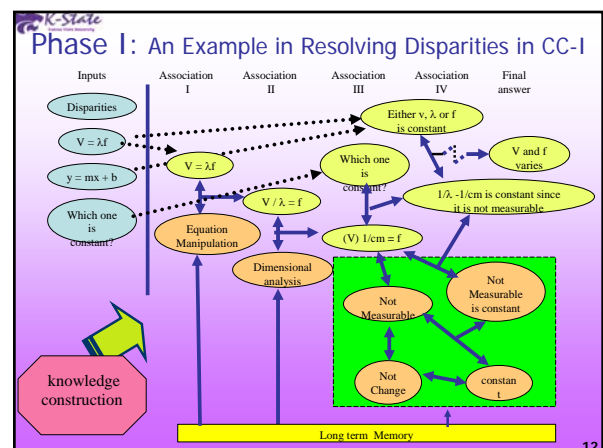 K-State
Kansas State University
Phase I: An Example in Resolving Disparities in CC-I
Inputs
Association
I
Association
II
Association
III
Association
IV
Final
answer
Disparities
V = λf
y = mx + b
Which one
is
constant?
V = λf
Equation
Manipulation
V / λ = f
Dimensional
analysis
Either v, λ or f
is constant
Which one
is
constant?
(V) 1/cm = f
V and f
varies
1/λ -1/cm is constant since
it is not measurable
Not
Measurable
Not
Measurable
is constant
Not
Change
constan
t
knowledge
construction
Long term Memory
12